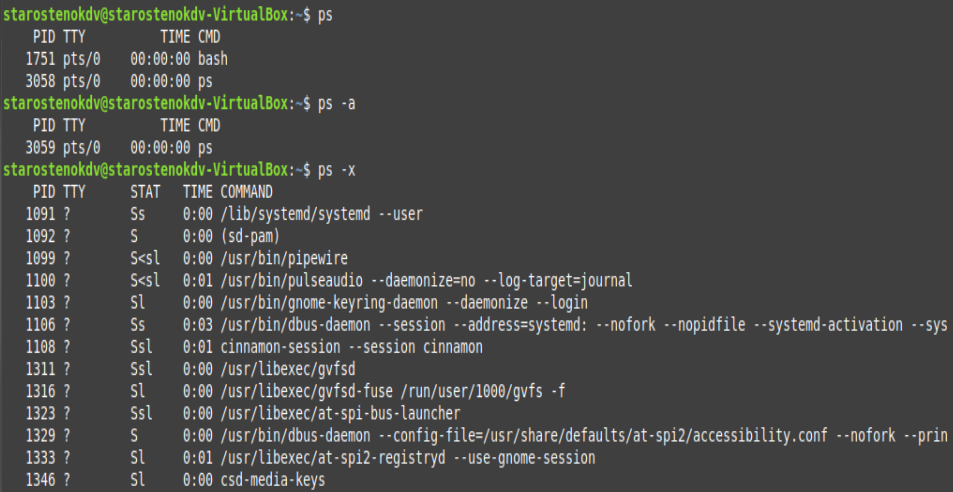 starostenokdv@starostenokdv-VirtualBox:~$ ps
PID TTY TIME CMD
1751 pts/0 00:00:00 bash
3058 pts/0 00:00:00 ps
starostenokdv@starostenokdv-VirtualBox:~$ ps -a
PID TTY TIME CMD
3059 pts/0 00:00:00 ps
starostenokdv@starostenokdv-VirtualBox:~$ ps -x
PID TTY STAT TIME COMMAND
1091 ? Ss 0:00 /lib/systemd/systemd --user
1092 ? S 0:00 (sd-pam)
1099 ? S<sl 0:00 /usr/bin/pipewire
1100 ? S<sl 0:01 /usr/bin/pulseaudio --daemonize=no --log-target=journal
1103 ? Sl 0:00 /usr/bin/gnome-keyring-daemon --daemonize --login
1106 ? Ss 0:03 /usr/bin/dbus-daemon --session --address=systemd: --nofork --nopidfile --systemd-activation --sys
1108 ? Ssl 0:01 cinnamon-session --session cinnamon
1311 ? Ssl 0:00 /usr/libexec/gvfsd
1316 ? Sl 0:00 /usr/libexec/gvfsd-fuse /run/user/1000/gvfs -f
1323 ? Ssl 0:00 /usr/libexec/at-spi-bus-launcher
1329 ? S 0:00 /usr/bin/dbus-daemon --config-file=/usr/share/defaults/at-spi2/accessibility.conf --nofork --prin
1333 ? Sl 0:01 /usr/libexec/at-spi2-registryd --use-gnome-session
1346 ? Sl 0:00 csd-media-keys